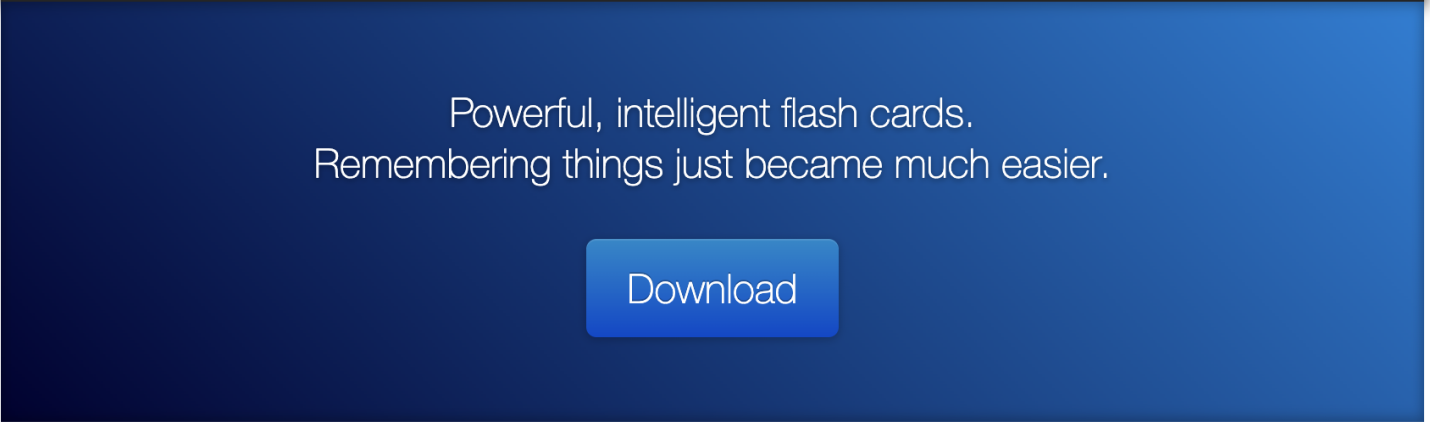 Powerful, intelligent flash cards.
Remembering things just became much easier.
Download